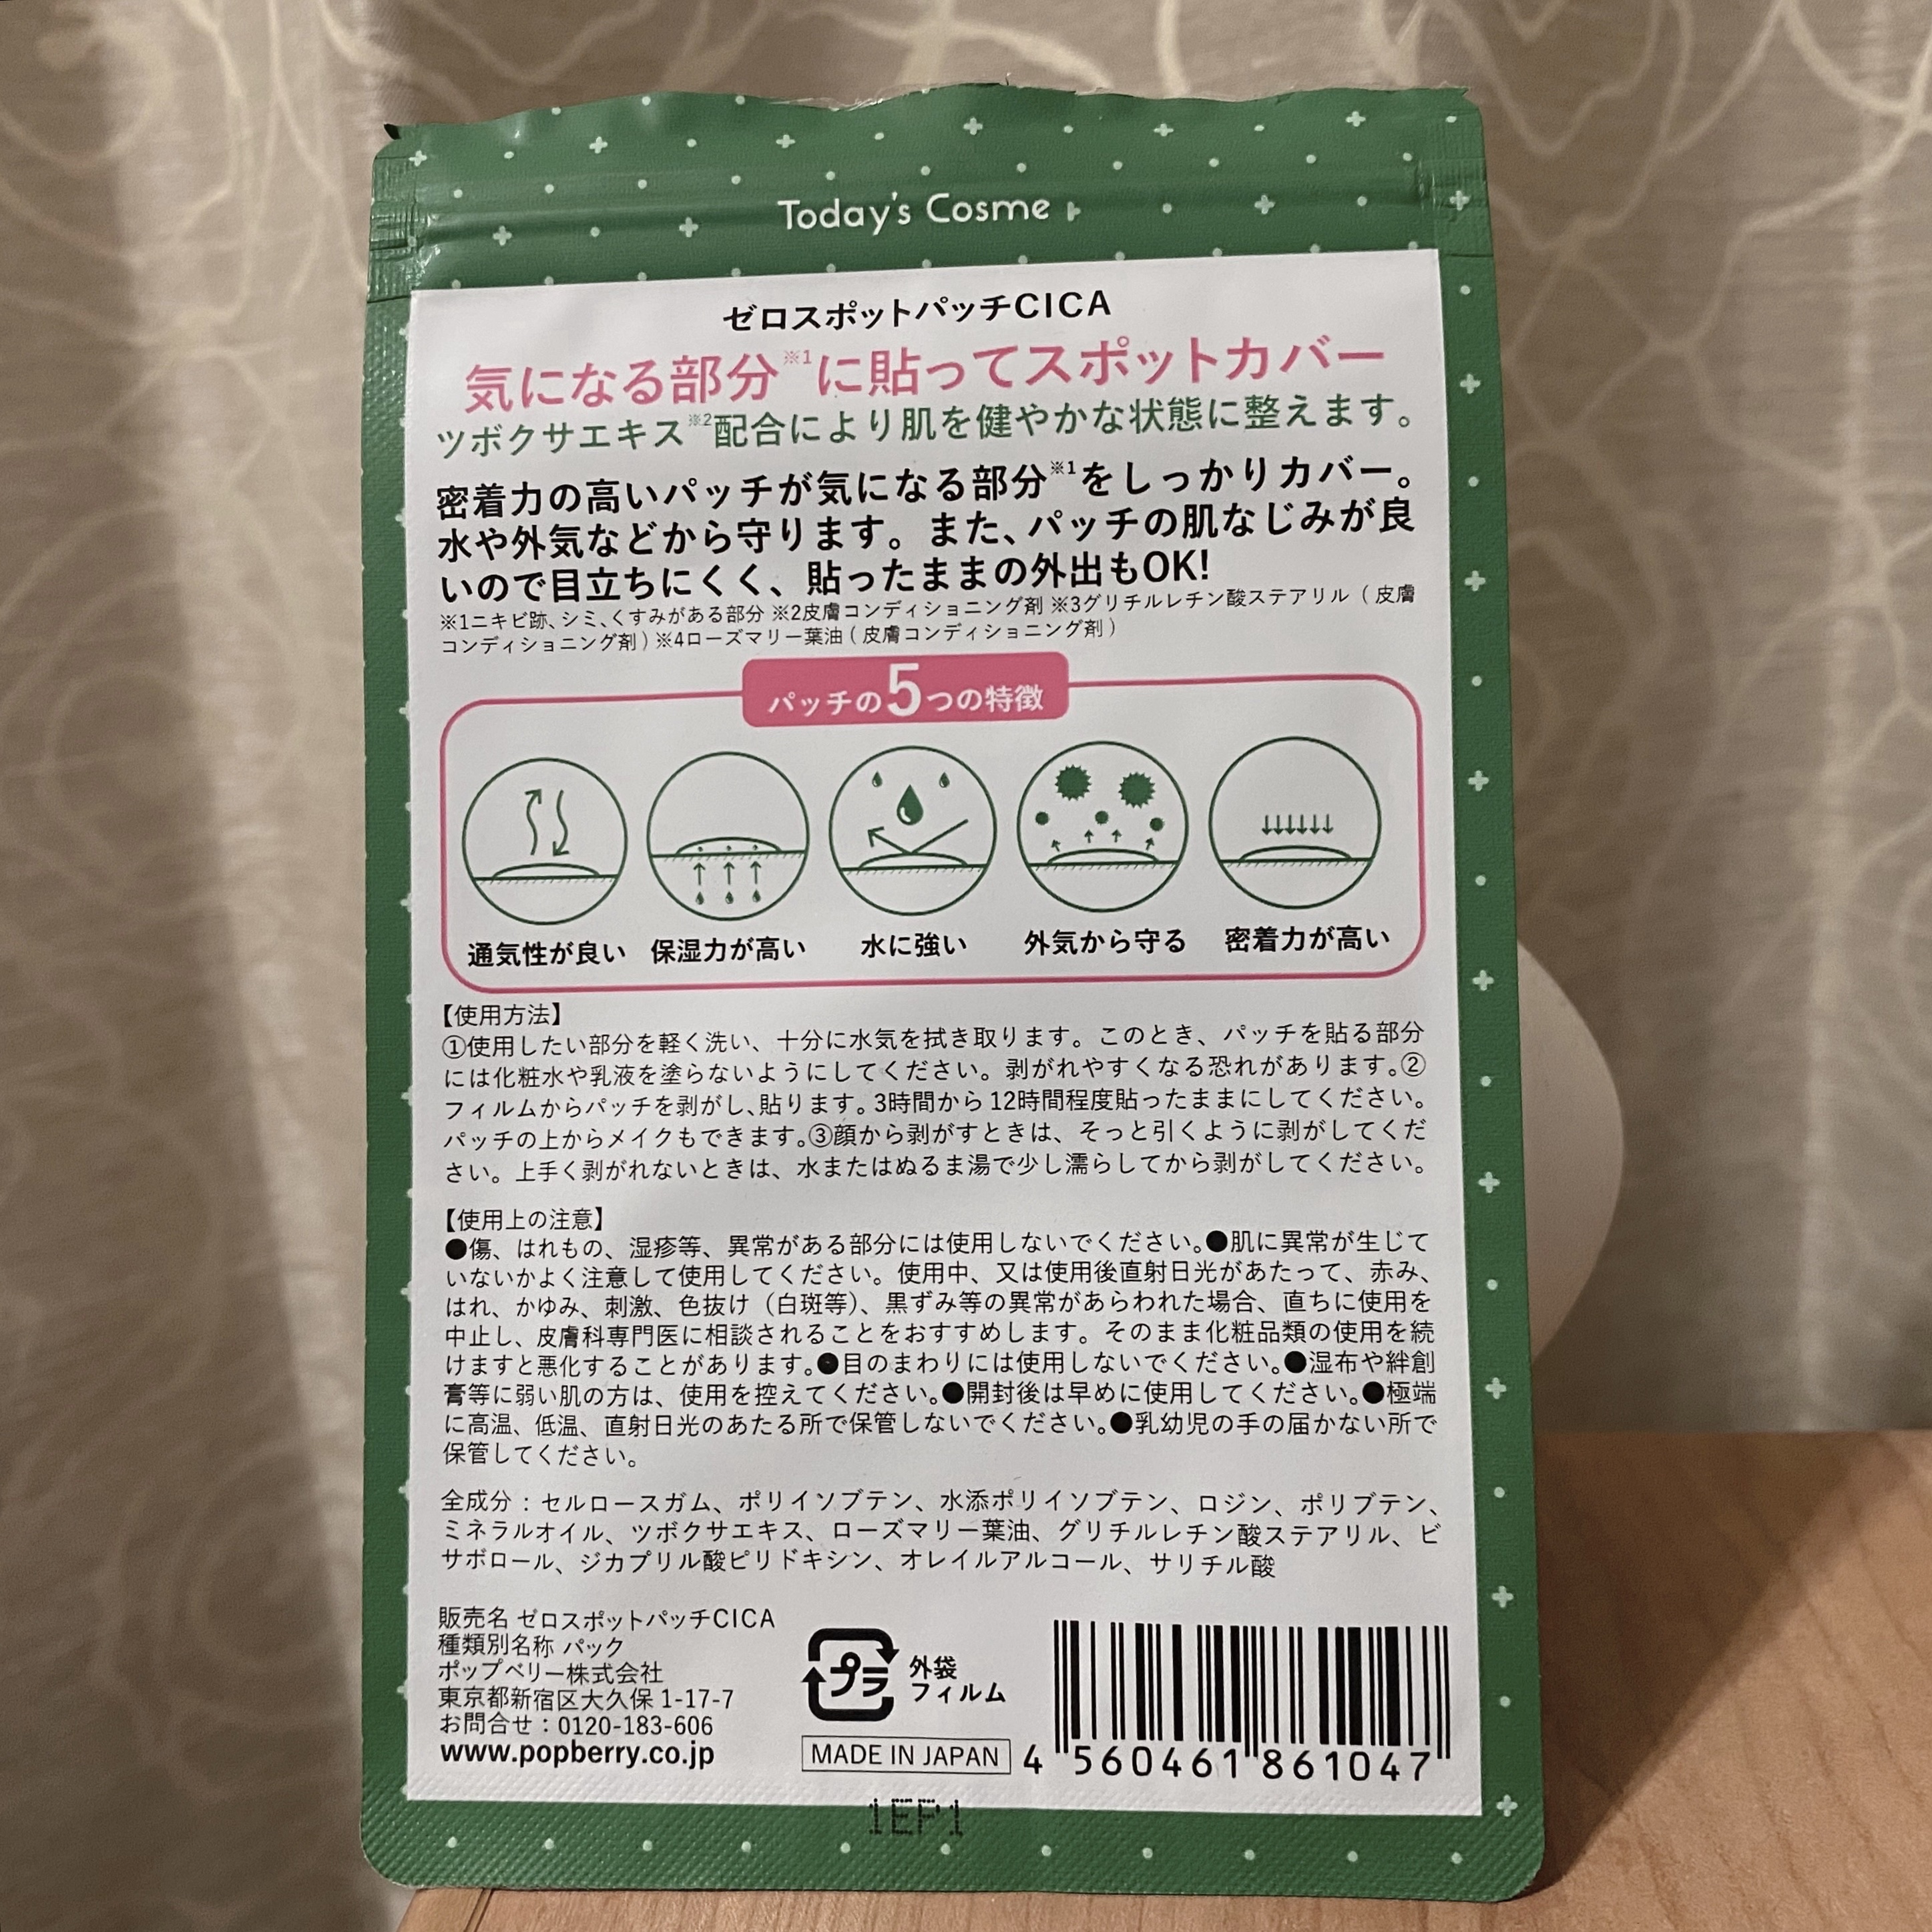 Today's Cosme
ゼロスポットパッチCICA
気になる部分※1に貼ってスポットカバー
ツボクサエキス※2配合により肌を健やかな状態に整えます。
密着力の高いパッチが気になる部分※1をしっかりカバー。
水や外気などから守ります。また、パッチの肌なじみが良
いので目立ちにくく、貼ったままの外出もOK!
※1ニキビ跡、シミ、くすみがある部分 ※2皮膚コンディショニング剤 ※3グリチルレチン酸ステアリル（皮膚
コンディショニング剤）※4ローズマリー葉油（皮膚コンディショニング剤）
パッチの5つの特徴
通気性が良い 保湿力が高い 水に強い 外気から守る 密着力が高い
【使用方法】
①使用したい部分を軽く洗い、十分に水気を拭き取ります。このとき、パッチを貼る部分
には化粧水や乳液を塗らないようにしてください。剥がれやすくなる恐れがあります。②
フィルムからパッチを剥がし、貼ります。3時間から12時間程度貼ったままにしてください。
パッチの上からメイクもできます。③顔から剥がすときは、そっと引くように剥がしてくだ
さい。上手く剥がれないときは、水またはぬるま湯で少し濡らしてから剥がしてください。
【使用上の注意】
●傷、はれもの、湿疹等、異常がある部分には使用しないでください。●肌に異常が生じて
いないかよく注意して使用してください。使用中、又は使用後直射日光があたって、赤み、
はれ、かゆみ、刺激、色抜け（白斑等）、黒ずみ等の異常があらわれた場合、直ちに使用を
中止し、皮膚科専門医に相談されることをおすすめします。そのまま化粧品類の使用を続
けますと悪化することがあります。●目のまわりには使用しないでください。●湿布や絆創
膏等に弱い肌の方は、使用を控えてください。●開封後は早めに使用してください。●極端
に高温、低温、直射日光のあたる所で保管しないでください。●乳幼児の手の届かない所で
保管してください。
全成分：セルロースガム、ポリイソブテン、水添ポリイソブテン、ロジン、ポリブテン、
ミネラルオイル、ツボクサエキス、ローズマリー葉油、グリチルレチン酸ステアリル、ビ
サボロール、ジカプリル酸ピリドキシン、オレイルアルコール、サリチル酸
販売名 ゼロスポットパッチCICA
種類別名称 パック
ポップベリー株式会社
東京都新宿区大久保1-17-7
お問合せ：0120-183-606
www.popberry.co.jp
プラ
外袋
フィルム
MADE IN JAPAN
4 560461 861047
1EP1